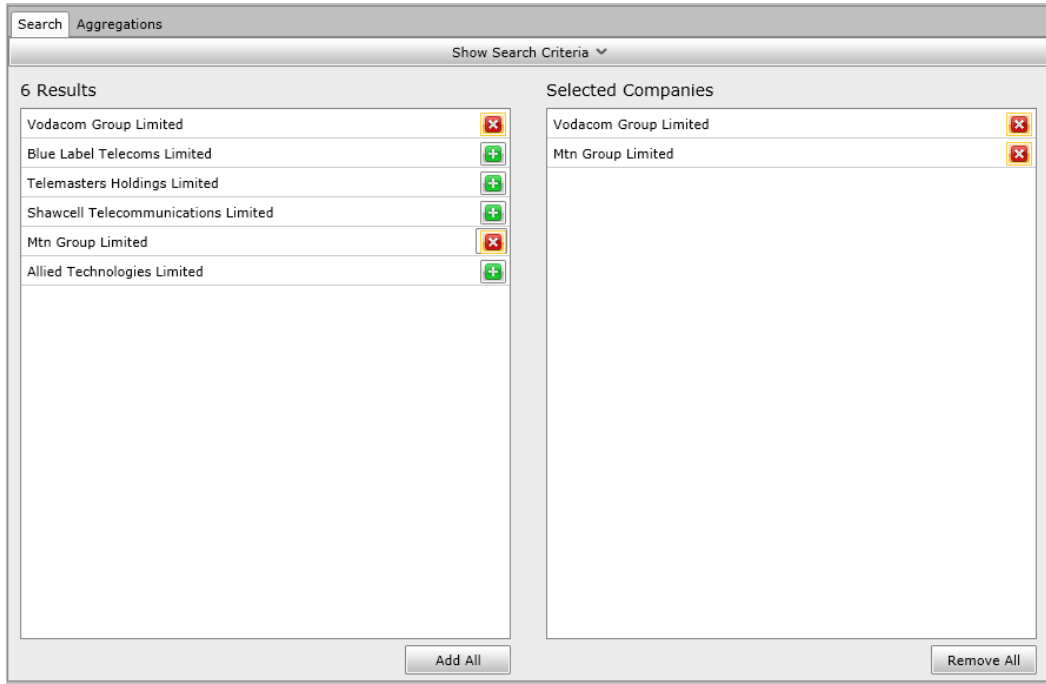 Search Aggregations
Show Search Criteria
6 Results
Vodacom Group Limited
Blue Label Telecoms Limited
Telemasters Holdings Limited
Shawcell Telecommunications Limited
Mtn Group Limited
Allied Technologies Limited
Add All
Selected Companies
Vodacom Group Limited
Mtn Group Limited
Remove All